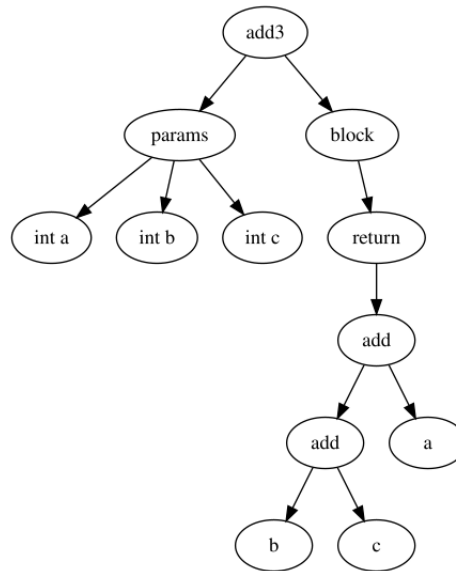 add3
params block
int a int b int c return
add
add a
b c